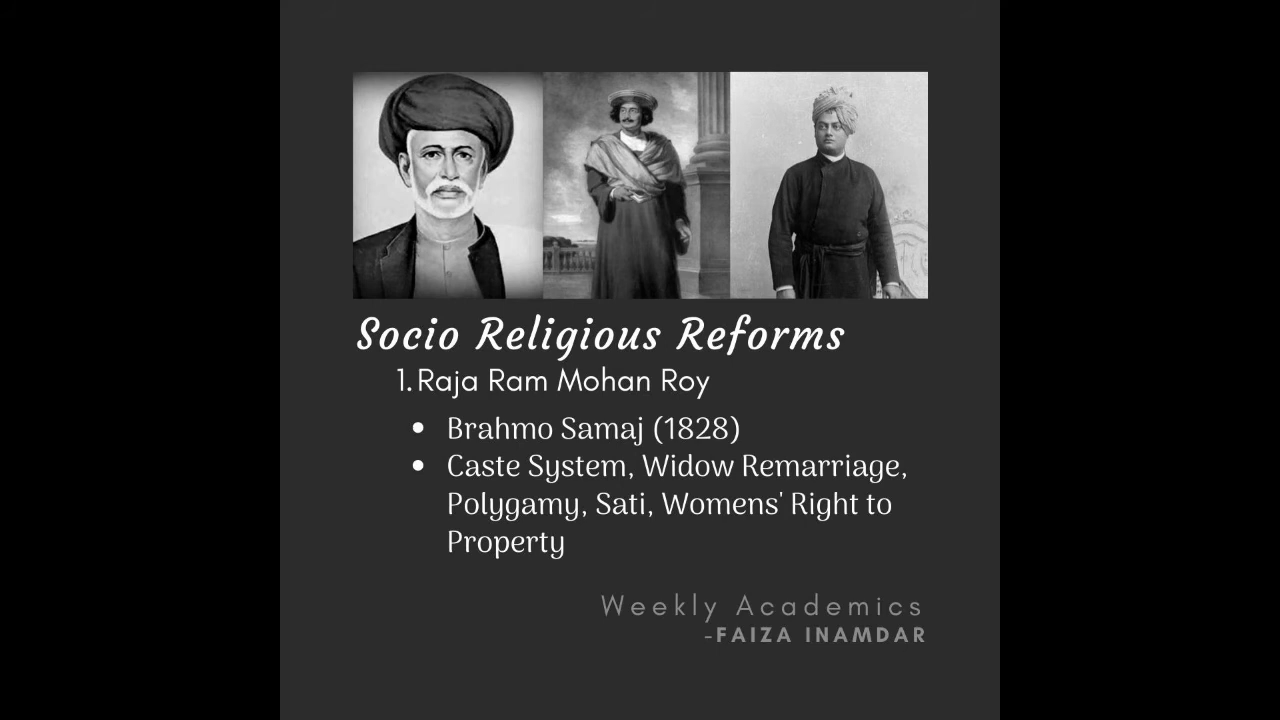 Socio Religious Reforms
1. Raja Ram Mohan Roy
• Brahmo Samaj (1828)
• Caste System, Widow Remarriage,
Polygamy, Sati, Womens' Right to
Property
Weekly Academics
-FAIZA INAMDAR